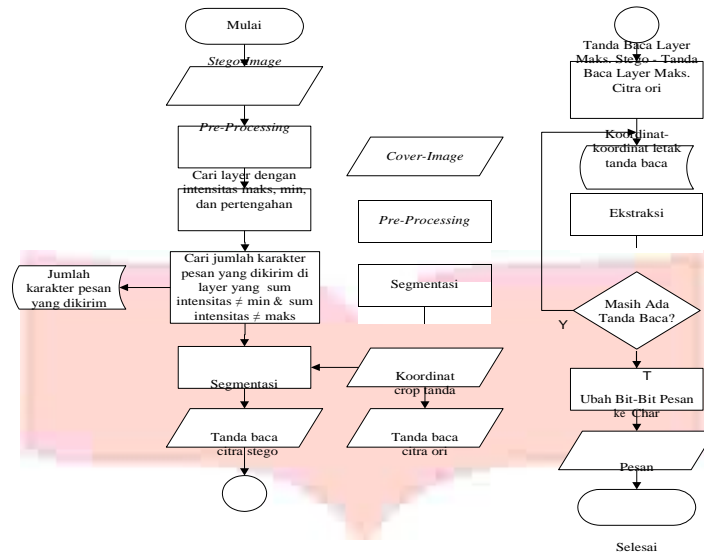 Mulai
Stego-Image
Pre-Processing
Cari layer dengan
intensitas maks, min,
dan pertengahan
Cari jumlah karakter
pesan yang dikirim di
layer yang sum
intensitas ≠ min & sum
intensitas ≠ maks
Jumlah
karakter pesan
yang dikirim
Segmentasi
Tanda baca
citra stego
Cover-Image
Pre-Processing
Segmentasi
Koordinat
crop tanda
Tanda baca
citra ori
Tanda Baca Layer
Maks. Stego - Tanda
Baca Layer Maks.
Citra ori
Koordinat-
koordinat letak
tanda baca
Ekstraksi
Masih Ada
Tanda Baca?
Y
T
Ubah Bit-Bit Pesan
ke Char
Pesan
Selesai